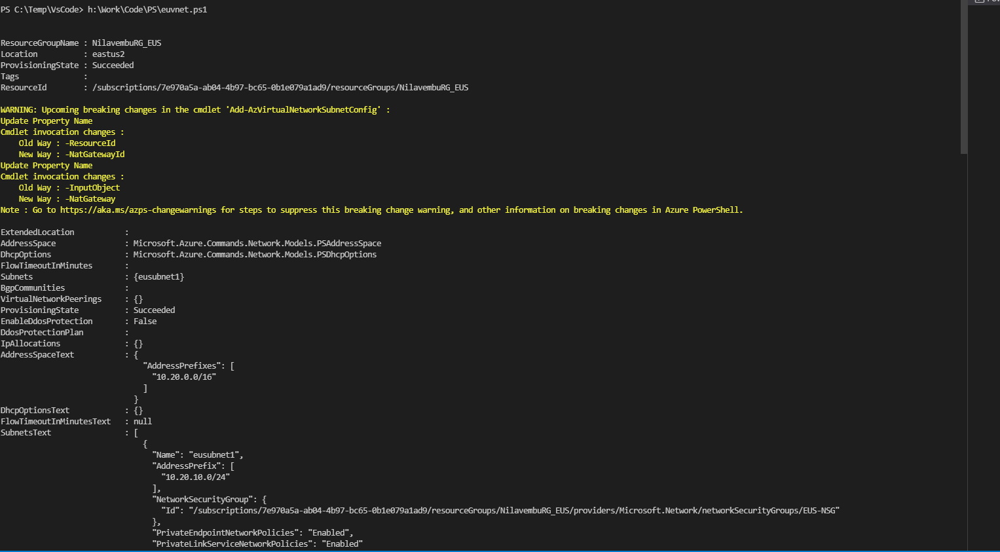 PS C:\Temp\VsCode> h:\Work\Code\PS\euvnet.ps1
ResourceGroupName : NilavembuRG_EUS
Location          : eastus2
ProvisioningState : Succeeded
Tags              :
ResourceId        : /subscriptions/7e970a5a-ab04-4b97-bc65-0b1e079a1ad9/resourceGroups/NilavembuRG_EUS
WARNING: Upcoming breaking changes in the cmdlet 'Add-AzVirtualNetworkSubnetConfig' :
Update Property Name
Cmdlet invocation changes :
    Old Way : -ResourceId
    New Way : -NatGatewayId
Update Property Name
Cmdlet invocation changes :
    Old Way : -InputObject
    New Way : -NatGateway
Note : Go to https://aka.ms/azps-changewarnings for steps to suppress this breaking change warning, and other information on breaking changes in Azure PowerShell.
ExtendedLocation           :
AddressSpace               : Microsoft.Azure.Commands.Network.Models.PSAddressSpace
DhcpOptions                : Microsoft.Azure.Commands.Network.Models.PSDhcpOptions
FlowTimeoutInMinutes       :
Subnets                    : {eusubnet1}
BgpCommunities             :
VirtualNetworkPeerings     : {}
ProvisioningState          : Succeeded
EnableDdosProtection       : False
DdosProtectionPlan         :
IpAllocations              : {}
AddressSpaceText           : {
                               "AddressPrefixes": [
                                 "10.20.0.0/16"
                               ]
                             }
DhcpOptionsText            : {}
FlowTimeoutInMinutesText   : null
SubnetsText                : [
                               {
                                 "Name": "eusubnet1",
                                 "AddressPrefix": [
                                   "10.20.10.0/24"
                                 ],
                                 "NetworkSecurityGroup": {
                                   "Id": "/subscriptions/7e970a5a-ab04-4b97-bc65-0b1e079a1ad9/resourceGroups/NilavembuRG_EUS/providers/Microsoft.Network/networkSecurityGroups/EUS-NSG"
                                 },
                                 "PrivateEndpointNetworkPolicies": "Enabled",
                                 "PrivateLinkServiceNetworkPolicies": "Enabled"